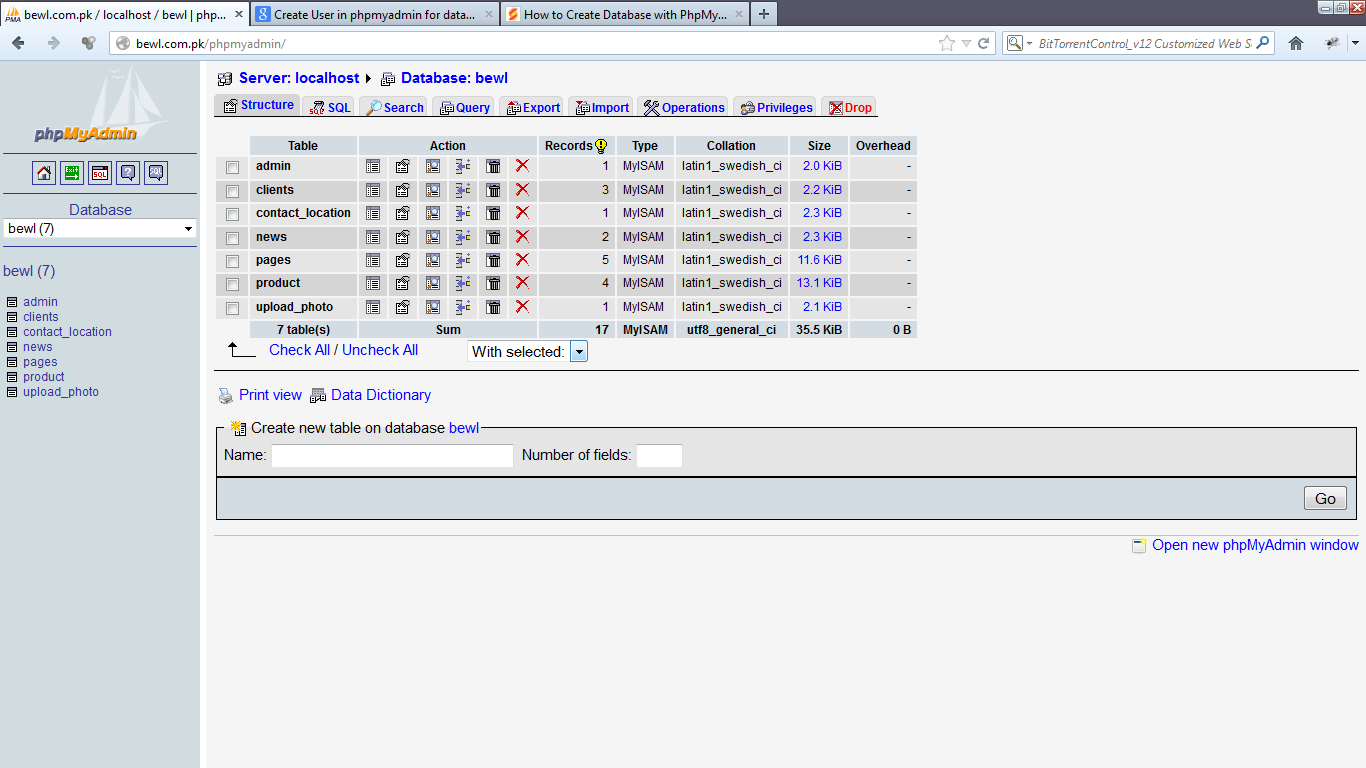 bewl.com.pk / localhost / bewl | php... Create User in phpmyadmin for data... How to Create Database with PhpMy...
bewl.com.pk/phpmyadmin/ BitTorrentControl_v12 Customized Web S
phpMyAdmin
Database
bewl (7)
bewl (7)
admin
clients
contact_location
news
pages
product
upload_photo
Server: localhost Database: bewl
Structure SQL Search Query Export Import Operations Privileges Drop
Table Action Records Type Collation Size Overhead
admin 1 MyISAM latin1_swedish_ci 2.0 KiB -
clients 3 MyISAM latin1_swedish_ci 2.2 KiB -
contact_location 1 MyISAM latin1_swedish_ci 2.3 KiB -
news 2 MyISAM latin1_swedish_ci 2.3 KiB -
pages 5 MyISAM latin1_swedish_ci 11.6 KiB -
product 4 MyISAM latin1_swedish_ci 13.1 KiB -
upload_photo 1 MyISAM latin1_swedish_ci 2.1 KiB -
7 table(s) Sum 17 MyISAM utf8_general_ci 35.5 KiB 0 B
Check All / Uncheck All With selected:
Print view Data Dictionary
Create new table on database bewl
Name: Number of fields:
Go
Open new phpMyAdmin window